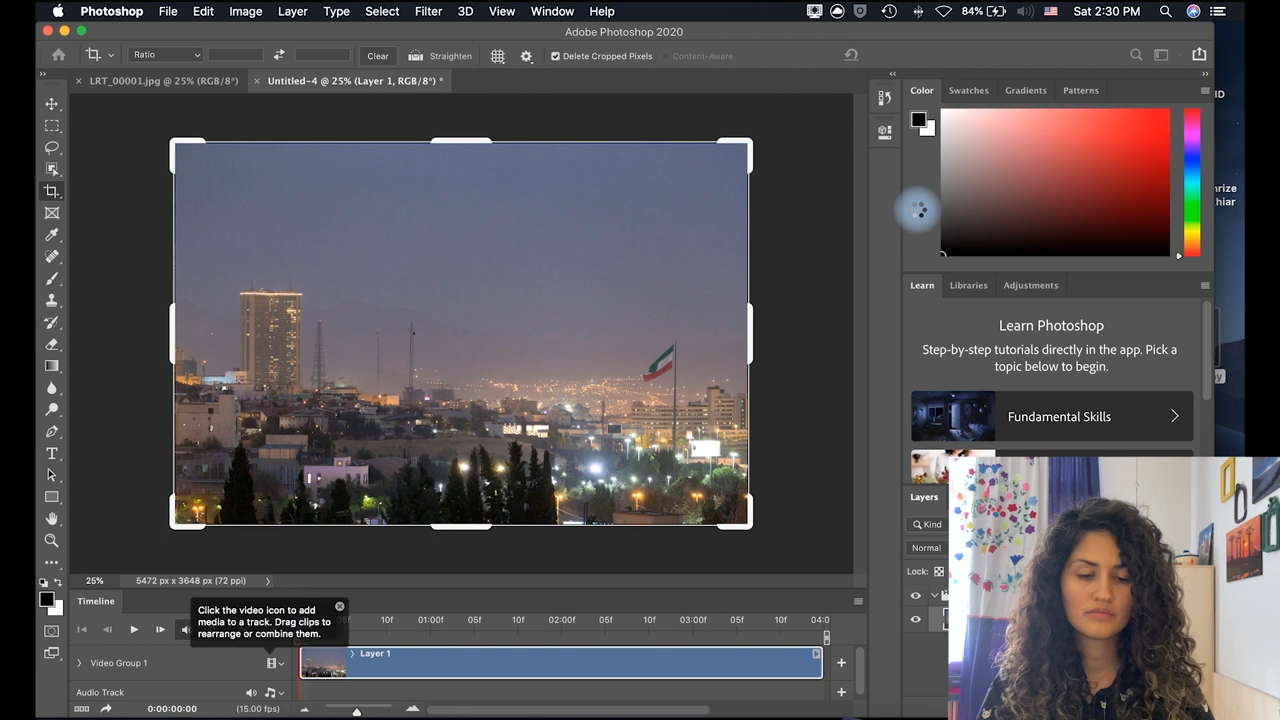 Photoshop File Edit Image Layer Type Select Filter 3D View Window Help 84% Sat 2:30 PM
Adobe Photoshop 2020
Ratio Clear Straighten Delete Cropped Pixels Content-Aware
LRT_00001.jpg @ 25% (RGB/8*) Untitled-4 @ 25% (Layer 1, RGB/8*) *
Color Swatches Gradients Patterns
Learn Libraries Adjustments
Learn Photoshop
Step-by-step tutorials directly in the app. Pick a
topic below to begin.
Fundamental Skills
Layers
Kind
Normal
Lock:
25% 5472 px x 3648 px (72 ppi)
Timeline
Click the video icon to add
media to a track. Drag clips to
rearrange or combine them.
10f 01:00f 10f 02:00f 10f 03:00f 10f 04:0
Video Group 1
Layer 1
Audio Track
0:00:00:00 (15.00 fps)